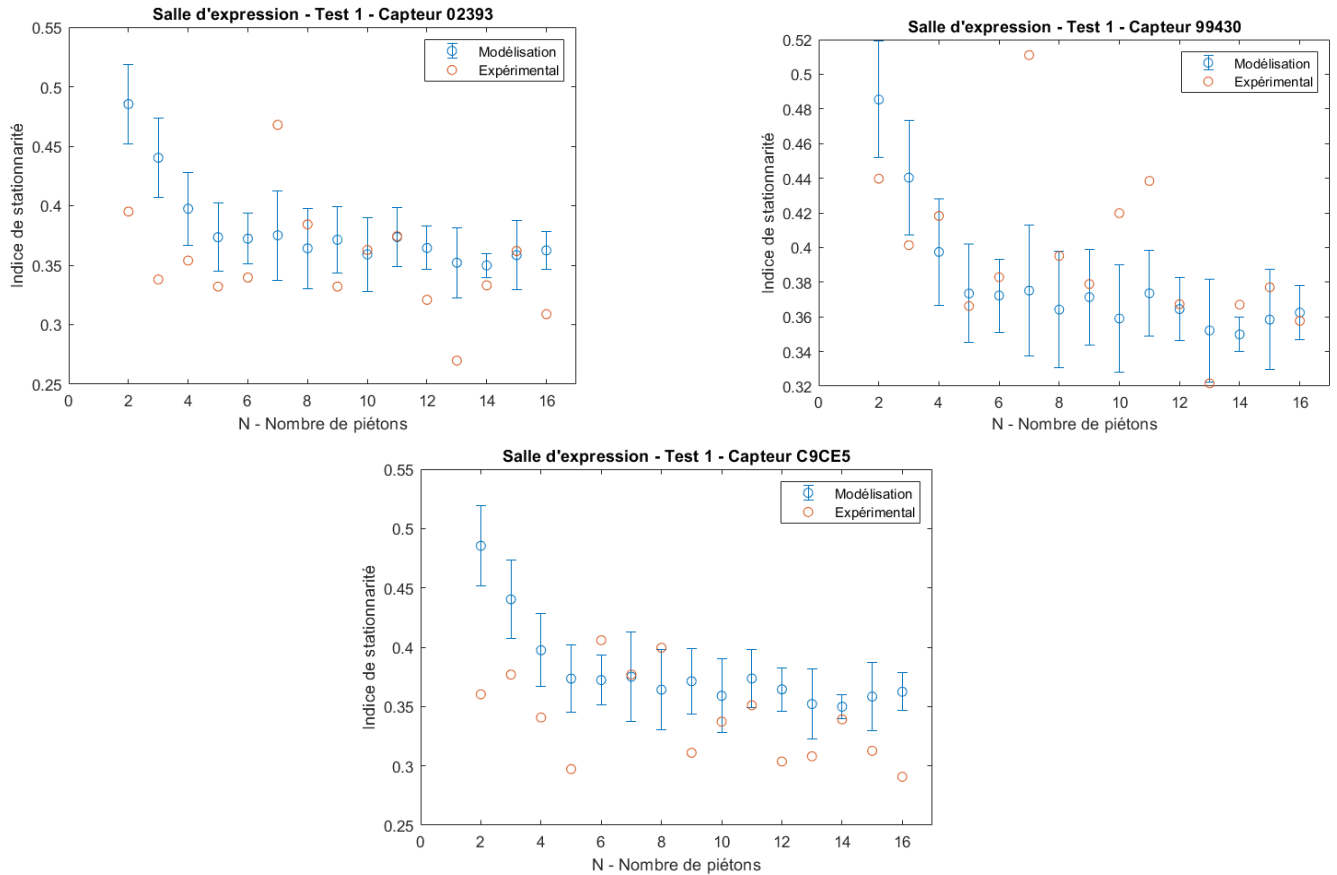 Salle d'expression - Test 1 - Capteur 02393
0.55
0.5
0.45
0.4
0.35
0.3
0.25
Indice de stationnarité
Modélisation
Expérimental
0 2 4 6 8 10 12 14 16
N - Nombre de piétons
Salle d'expression - Test 1 - Capteur 99430
0.52
0.5
0.48
0.46
0.44
0.42
0.4
0.38
0.36
0.34
0.32
Indice de stationnarité
Modélisation
Expérimental
0 2 4 6 8 10 12 14 16
N - Nombre de piétons
Salle d'expression - Test 1 - Capteur C9CE5
0.55
0.5
0.45
0.4
0.35
0.3
0.25
Indice de stationnarité
Modélisation
Expérimental
0 2 4 6 8 10 12 14 16
N - Nombre de piétons